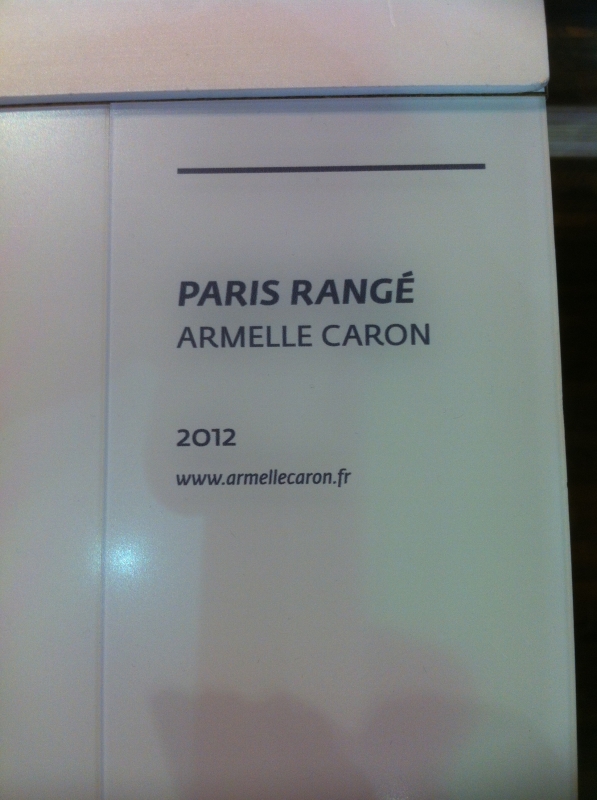 PARIS RANGÉ
ARMELLE CARON
2012
www.armellecaron.fr